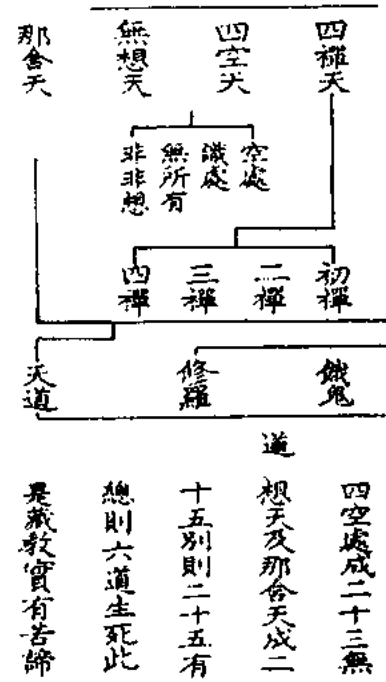 四禪天
四空天
無想天
那含天
空處
識處
無所有
非非想
初禪
二禪
三禪
四禪
餓鬼
修羅
天道
道
四空處成二十三無
想天及那含天成二
十五別則二十五有
總則六道生死此
是藏教實有苦諦